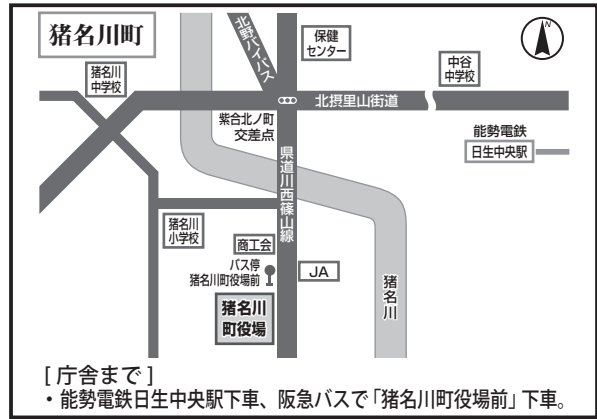 猪名川町
北野バイパス
保健
センター
N
猪名川
中学校
中谷
中学校
北摂里山街道
紫合北ノ町
交差点
能勢電鉄
日生中央駅
県道川西篠山線
猪名川
小学校
商工会
バス停
猪名川町役場前
JA
猪名川
猪名川
町役場
[庁舎まで]
・能勢電鉄日生中央駅下車、阪急バスで「猪名川町役場前」下車。